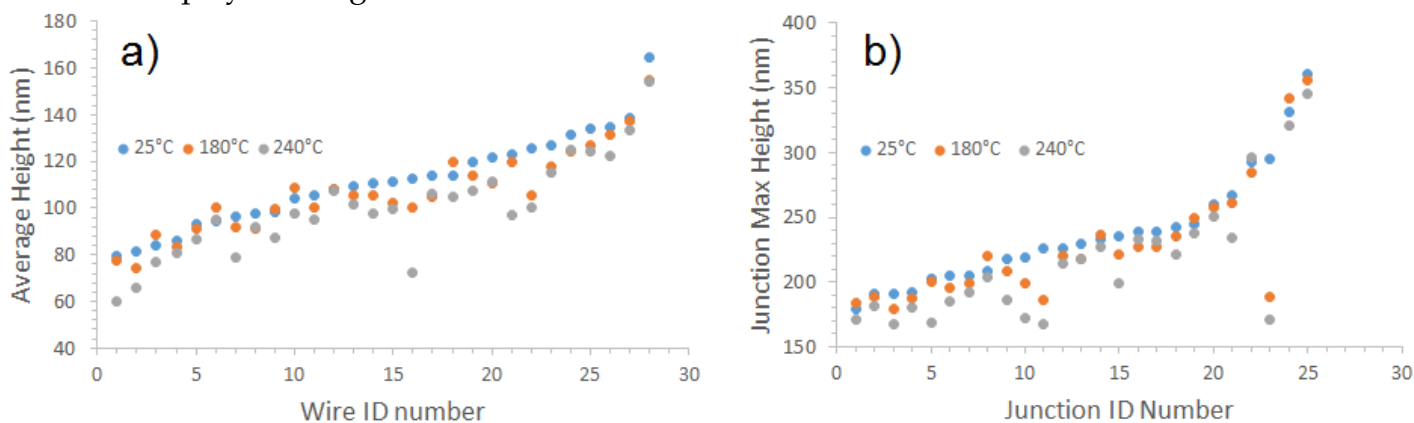 a)
Average Height (nm)
180
160
140
120
100
80
60
40
25°C 180°C 240°C
0 5 10 15 20 25 30
Wire ID number
b)
Junction Max Height (nm)
400
350
300
250
200
150
25°C 180°C 240°C
0 5 10 15 20 25 30
Junction ID Number